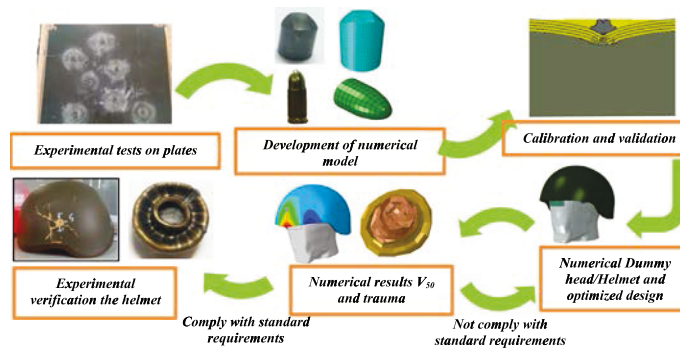 Experimental tests on plates
Development of numerical
model
Calibration and validation
Experimental
verification the helmet
Numerical results V50
and trauma
Numerical Dummy
head/Helmet and
optimized design
Comply with standard
requirements
Not comply with
standard requirements